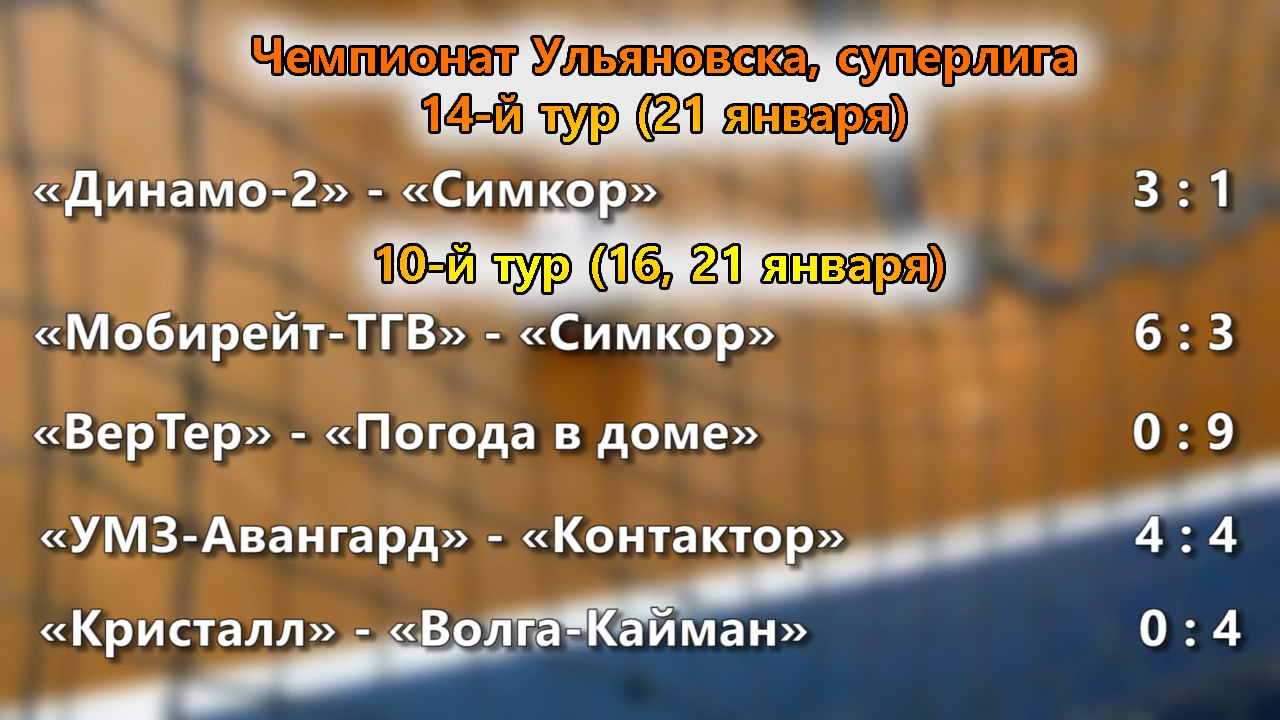 Чемпионат Ульяновска, суперлига
14-й тур (21 января)
«Динамо-2» - «Симкор» 3 : 1
10-й тур (16, 21 января)
«Мобирейт-ТГВ» - «Симкор» 6 : 3
«ВерТер» - «Погода в доме» 0 : 9
«УМЗ-Авангард» - «Контактор» 4 : 4
«Кристалл» - «Волга-Кайман» 0 : 4